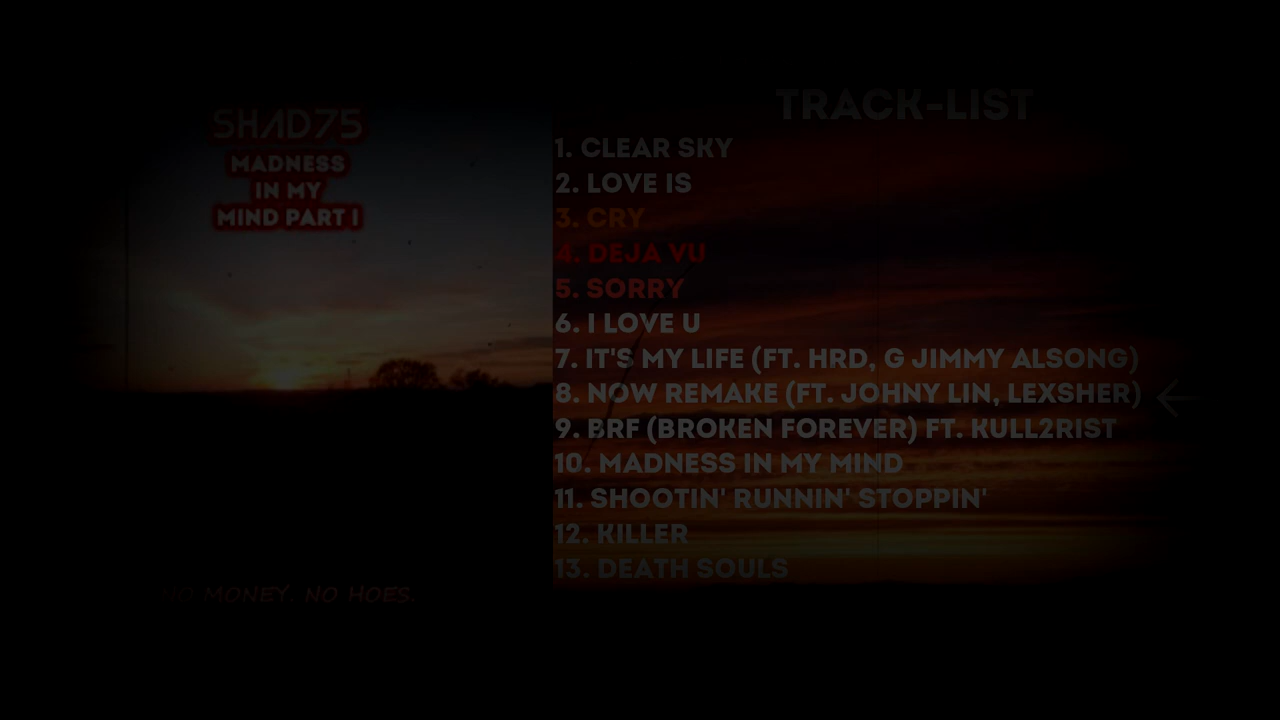 SHAD75
MADNESS
IN MY
MIND PART I
NO MONEY. NO HOES.
TRACK-LIST
1. CLEAR SKY
2. LOVE IS
3. CRY
4. DEJA VU
5. SORRY
6. I LOVE U
7. IT'S MY LIFE (FT. HRD, G JIMMY ALSONG)
8. NOW REMAKE (FT. JOHNY LIN, LEXSHER)
9. BRF (BROKEN FOREVER) FT. KULL2RIST
10. MADNESS IN MY MIND
11. SHOOTIN' RUNNIN' STOPPIN'
12. KILLER
13. DEATH SOULS